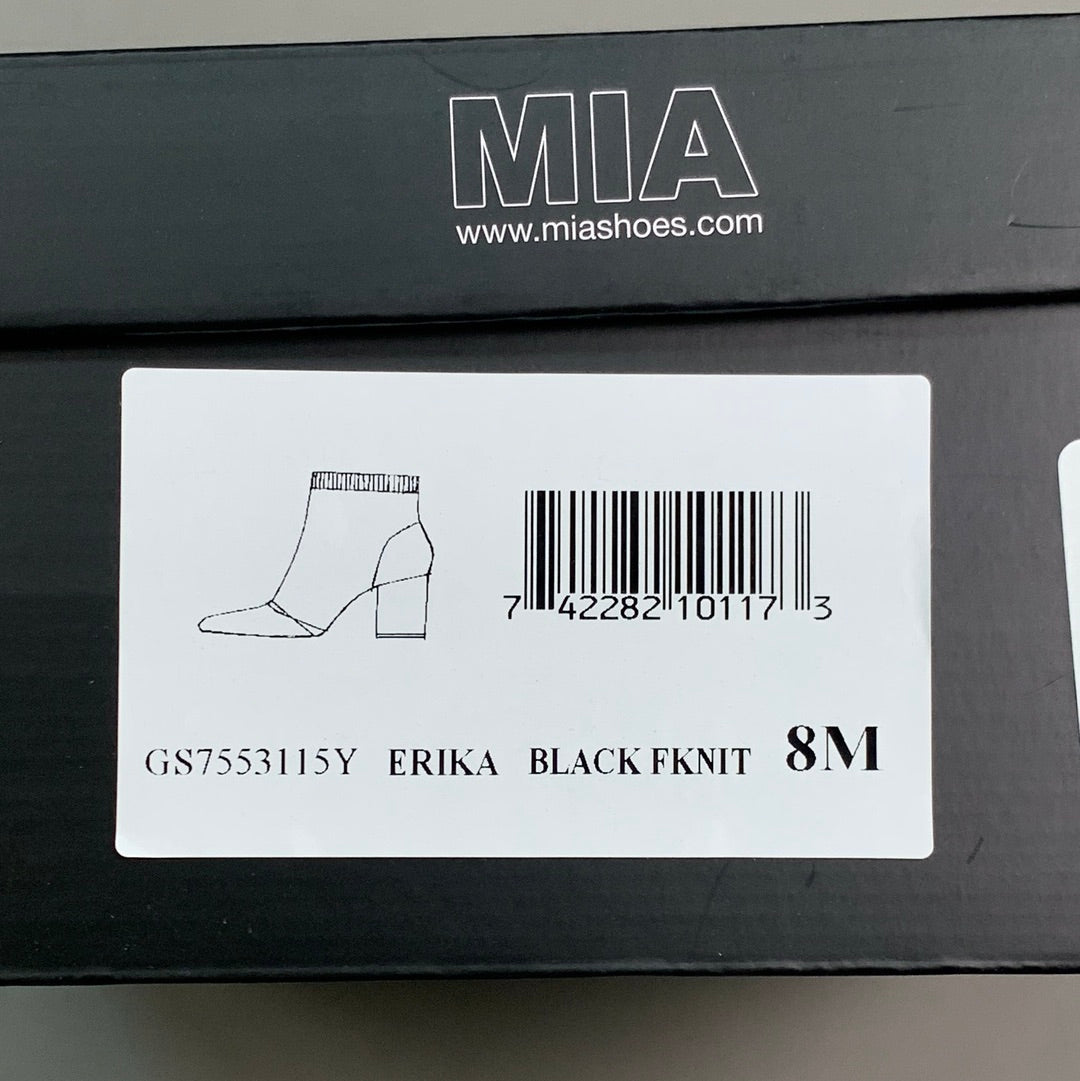 MIA
www.miashoes.com
7 42282 10117 3
GS7553115Y ERIKA BLACK FKNIT 8M